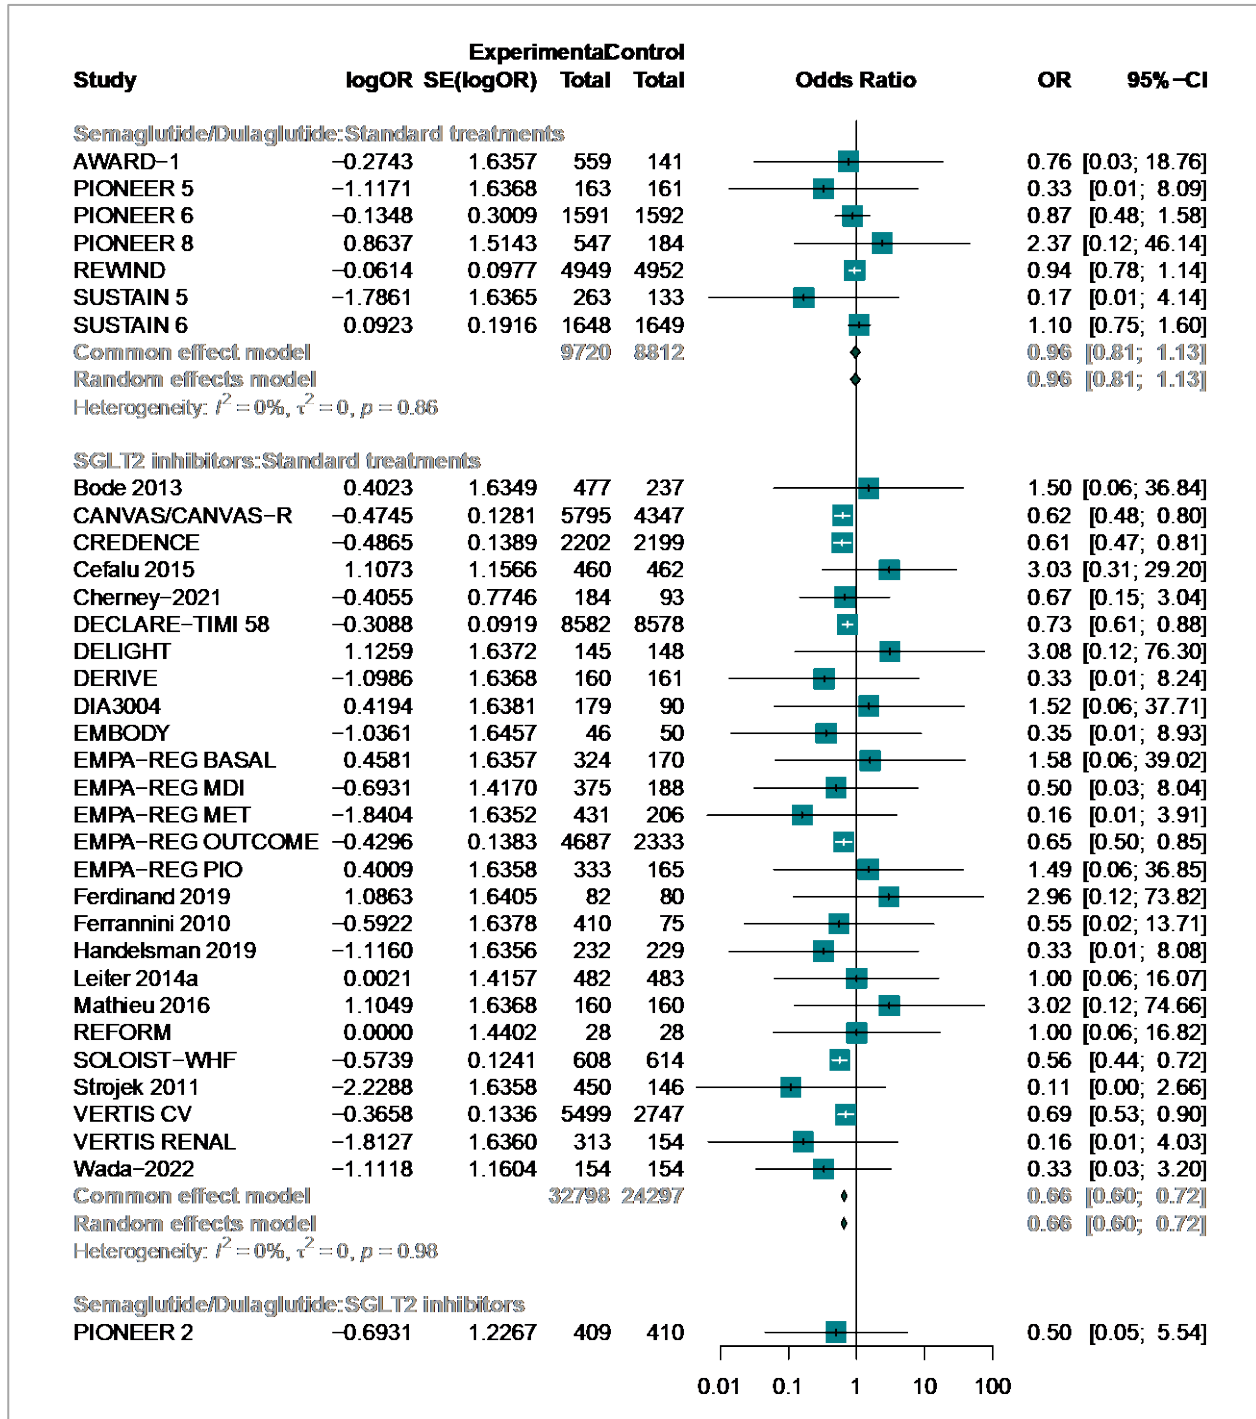 ExperimentalControl
Study logOR SE(logOR) Total Total Odds Ratio OR 95%−CI
Semaglutide/Dulaglutide:Standard treatments
AWARD−1 −0.2743 1.6357 559 141 0.76 [0.03; 18.76]
PIONEER 5 −1.1171 1.6368 163 161 0.33 [0.01; 8.09]
PIONEER 6 −0.1348 0.3009 1591 1592 0.87 [0.48; 1.58]
PIONEER 8 0.8637 1.5143 547 184 2.37 [0.12; 46.14]
REWIND −0.0614 0.0977 4949 4952 0.94 [0.78; 1.14]
SUSTAIN 5 −1.7861 1.6365 263 133 0.17 [0.01; 4.14]
SUSTAIN 6 0.0923 0.1916 1648 1649 1.10 [0.75; 1.60]
Common effect model 9720 8812 0.96 [0.81; 1.13]
Random effects model 0.96 [0.81; 1.13]
Heterogeneity: I² = 0%, τ² = 0, p = 0.86
SGLT2 inhibitors:Standard treatments
Bode 2013 0.4023 1.6349 477 237 1.50 [0.06; 36.84]
CANVAS/CANVAS−R −0.4745 0.1281 5795 4347 0.62 [0.48; 0.80]
CREDENCE −0.4865 0.1389 2202 2199 0.61 [0.47; 0.81]
Cefalu 2015 1.1073 1.1566 460 462 3.03 [0.31; 29.20]
Cherney−2021 −0.4055 0.7746 184 93 0.67 [0.15; 3.04]
DECLARE−TIMI 58 −0.3088 0.0919 8582 8578 0.73 [0.61; 0.88]
DELIGHT 1.1259 1.6372 145 148 3.08 [0.12; 76.30]
DERIVE −1.0986 1.6368 160 161 0.33 [0.01; 8.24]
DIA3004 0.4194 1.6381 179 90 1.52 [0.06; 37.71]
EMBODY −1.0361 1.6457 46 50 0.35 [0.01; 8.93]
EMPA−REG BASAL 0.4581 1.6357 324 170 1.58 [0.06; 39.02]
EMPA−REG MDI −0.6931 1.4170 375 188 0.50 [0.03; 8.04]
EMPA−REG MET −1.8404 1.6352 431 206 0.16 [0.01; 3.91]
EMPA−REG OUTCOME −0.4296 0.1383 4687 2333 0.65 [0.50; 0.85]
EMPA−REG PIO 0.4009 1.6358 333 165 1.49 [0.06; 36.85]
Ferdinand 2019 1.0863 1.6405 82 80 2.96 [0.12; 73.82]
Ferrannini 2010 −0.5922 1.6378 410 75 0.55 [0.02; 13.71]
Handelsman 2019 −1.1160 1.6356 232 229 0.33 [0.01; 8.08]
Leiter 2014a 0.0021 1.4157 482 483 1.00 [0.06; 16.07]
Mathieu 2016 1.1049 1.6368 160 160 3.02 [0.12; 74.66]
REFORM 0.0000 1.4402 28 28 1.00 [0.06; 16.82]
SOLOIST−WHF −0.5739 0.1241 608 614 0.56 [0.44; 0.72]
Strojek 2011 −2.2288 1.6358 450 146 0.11 [0.00; 2.66]
VERTIS CV −0.3658 0.1336 5499 2747 0.69 [0.53; 0.90]
VERTIS RENAL −1.8127 1.6360 313 154 0.16 [0.01; 4.03]
Wada−2022 −1.1118 1.1604 154 154 0.33 [0.03; 3.20]
Common effect model 32798 24297 0.66 [0.60; 0.72]
Random effects model 0.66 [0.60; 0.72]
Heterogeneity: I² = 0%, τ² = 0, p = 0.98
Semaglutide/Dulaglutide:SGLT2 inhibitors
PIONEER 2 −0.6931 1.2267 409 410 0.50 [0.05; 5.54]
0.01 0.1 1 10 100